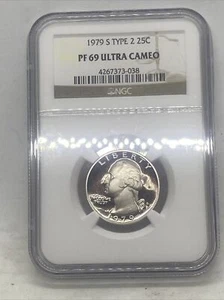 1979 S TYPE 2 25C
PF 69 ULTRA CAMEO
4267373-038
NGC
LIBERTY
1979